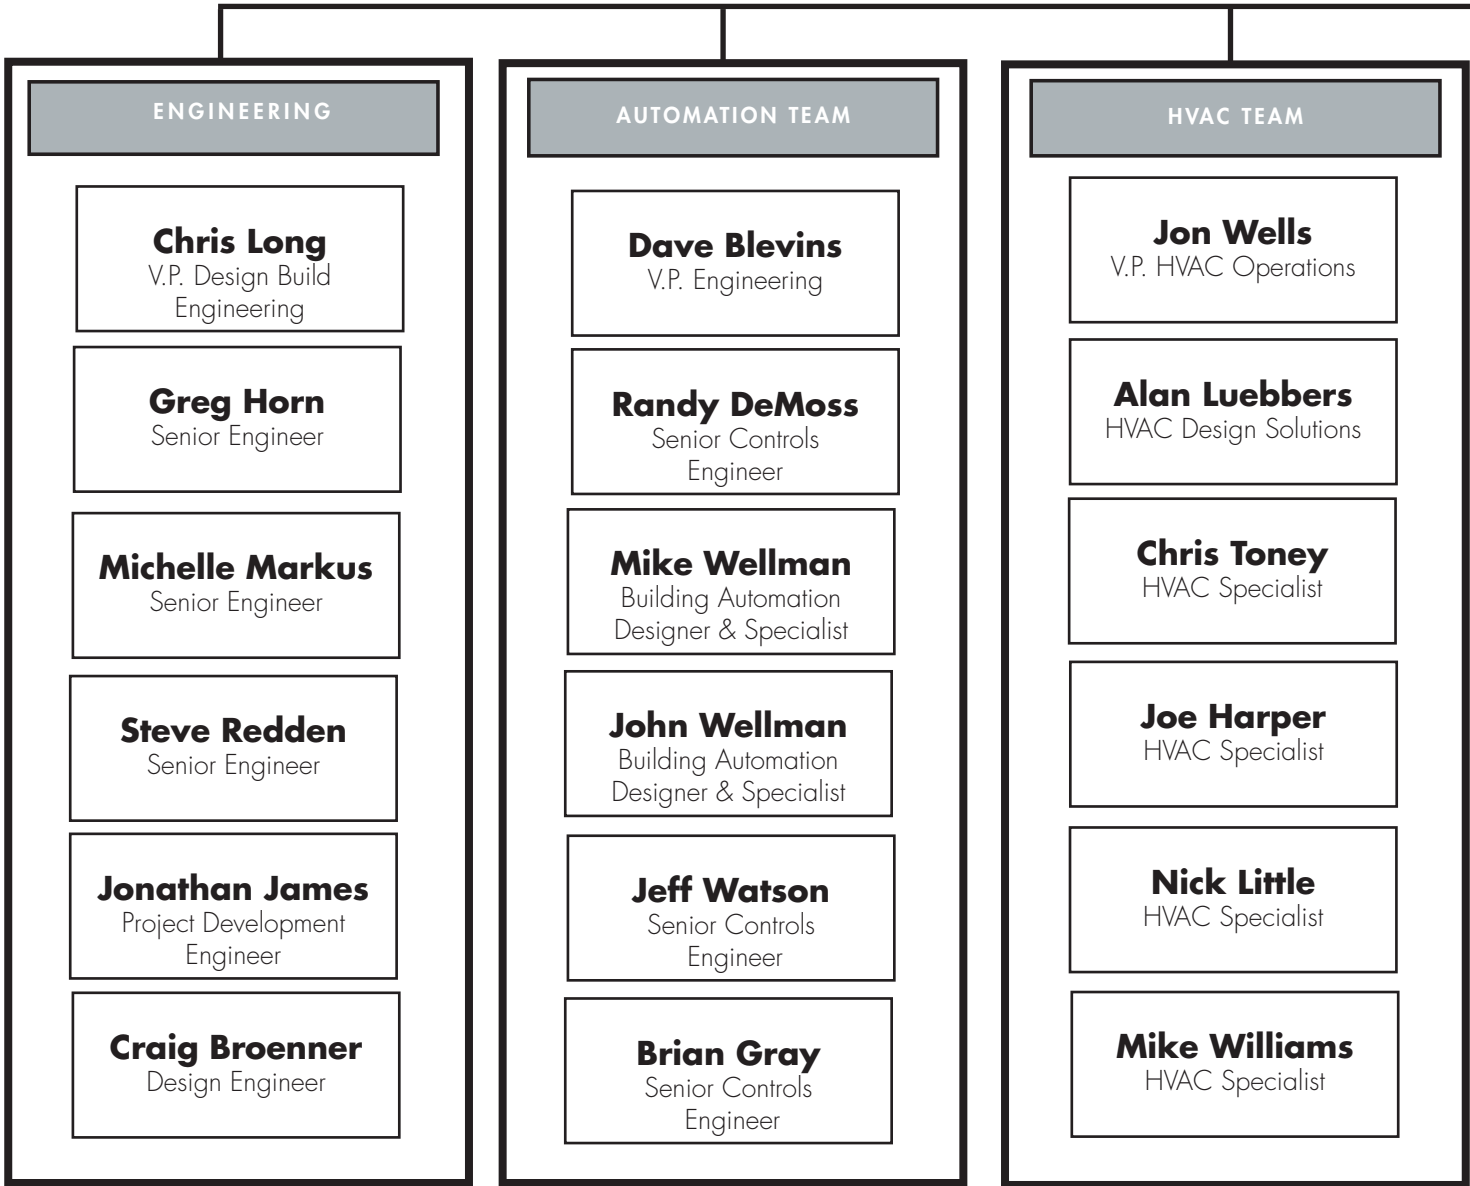 ENGINEERING
Chris Long
V.P. Design Build
Engineering
Greg Horn
Senior Engineer
Michelle Markus
Senior Engineer
Steve Redden
Senior Engineer
Jonathan James
Project Development
Engineer
Craig Broenner
Design Engineer
AUTOMATION TEAM
Dave Blevins
V.P. Engineering
Randy DeMoss
Senior Controls
Engineer
Mike Wellman
Building Automation
Designer & Specialist
John Wellman
Building Automation
Designer & Specialist
Jeff Watson
Senior Controls
Engineer
Brian Gray
Senior Controls
Engineer
HVAC TEAM
Jon Wells
V.P. HVAC Operations
Alan Luebbers
HVAC Design Solutions
Chris Toney
HVAC Specialist
Joe Harper
HVAC Specialist
Nick Little
HVAC Specialist
Mike Williams
HVAC Specialist